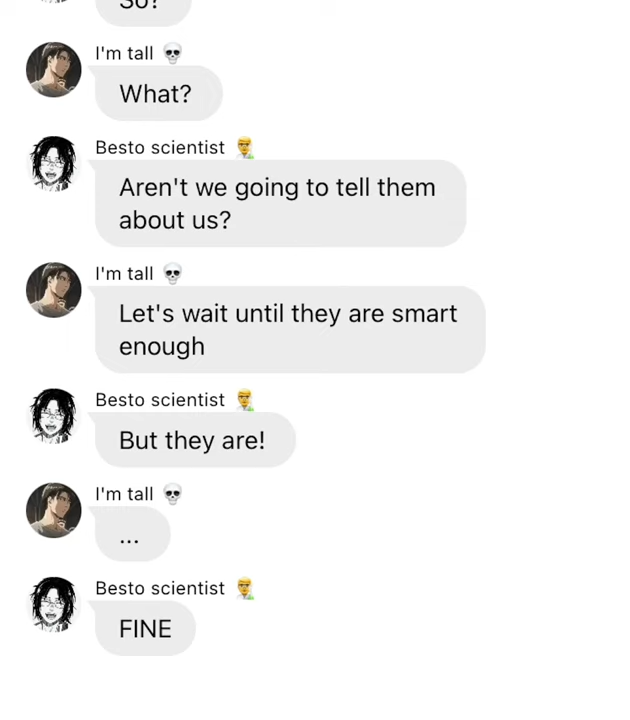 So?
I'm tall 💀
What?
Besto scientist 👨‍🔬
Aren't we going to tell them
about us?
I'm tall 💀
Let's wait until they are smart
enough
Besto scientist 👨‍🔬
But they are!
I'm tall 💀
...
Besto scientist 👨‍🔬
FINE